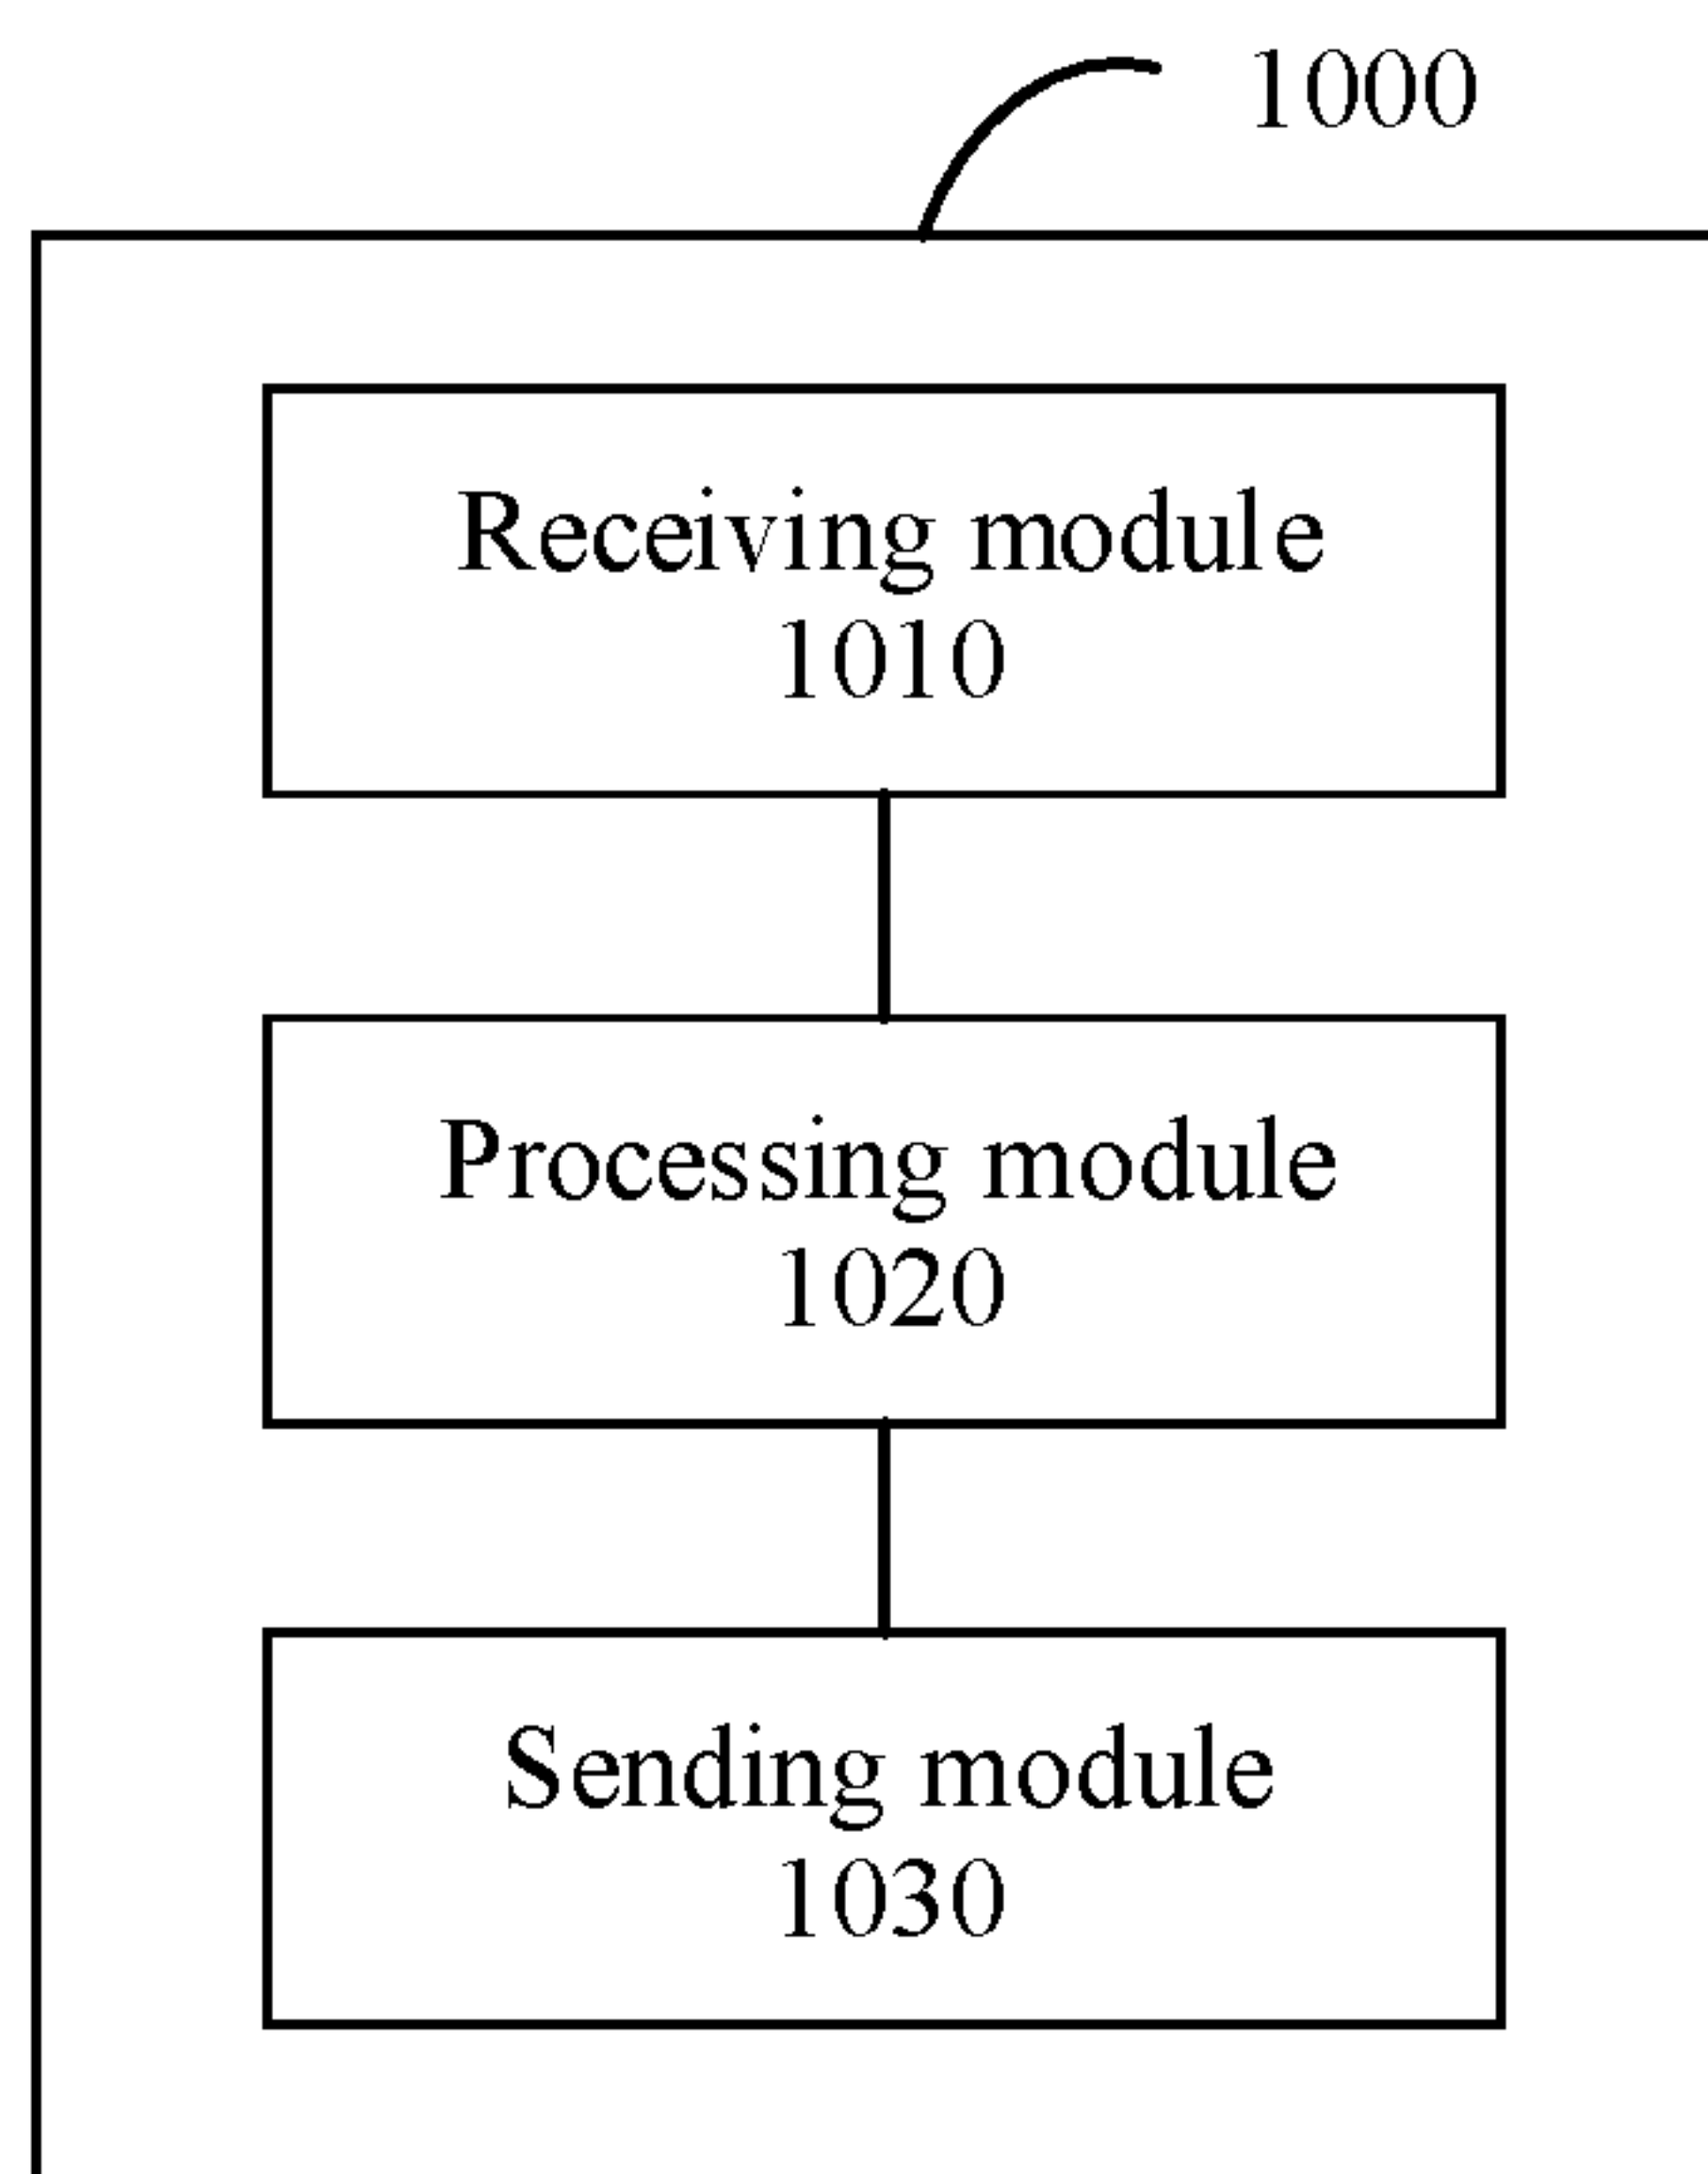 1000
Receiving module
1010
Processing module
1020
Sending module
1030